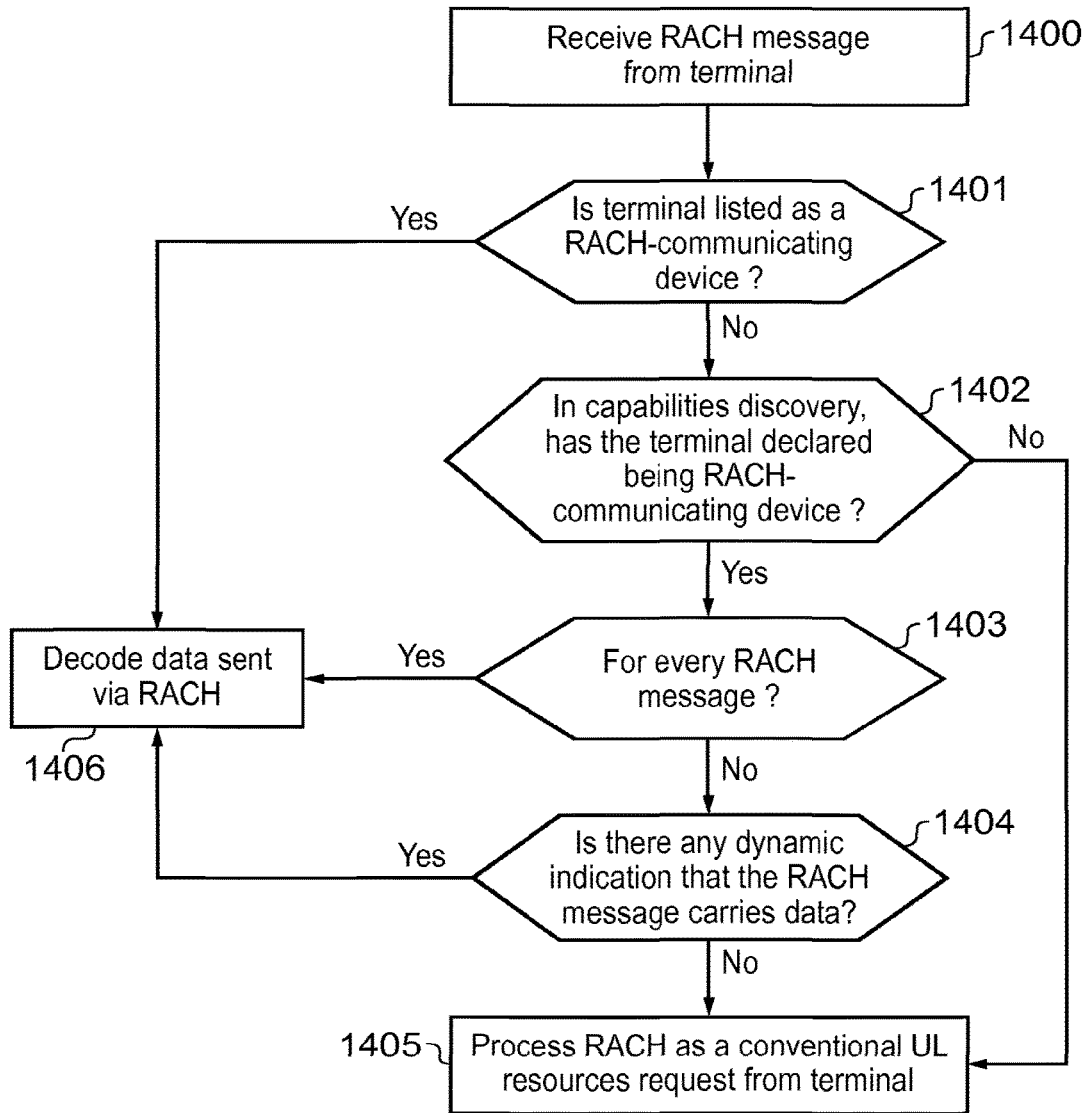 Receive RACH message
from terminal
1400
Is terminal listed as a
RACH-communicating
device ?
1401
Yes
No
In capabilities discovery,
has the terminal declared
being RACH-
communicating device ?
1402
No
Yes
For every RACH
message ?
1403
Yes
Decode data sent
via RACH
1406
No
Is there any dynamic
indication that the RACH
message carries data?
1404
Yes
No
1405
Process RACH as a conventional UL
resources request from terminal